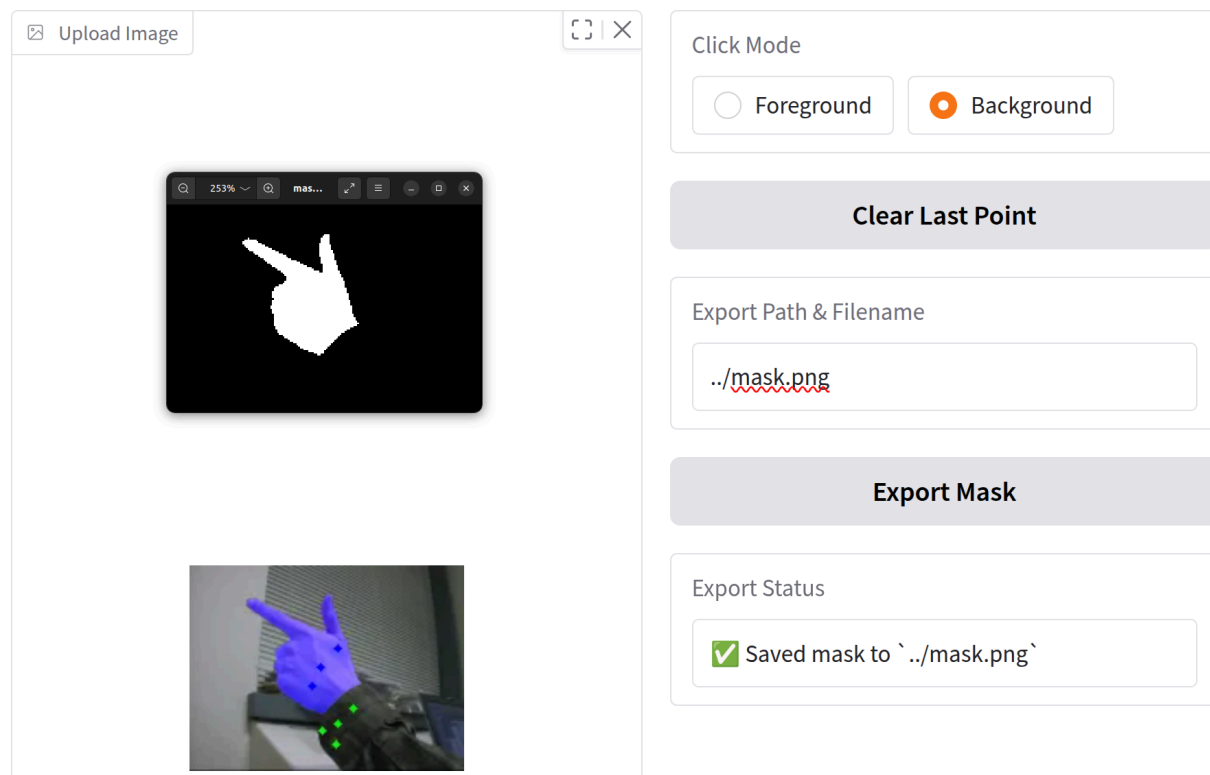 Upload Image
253%
mas...
Click Mode
Foreground
Background
Clear Last Point
Export Path & Filename
../mask.png
Export Mask
Export Status
✅ Saved mask to `../mask.png`